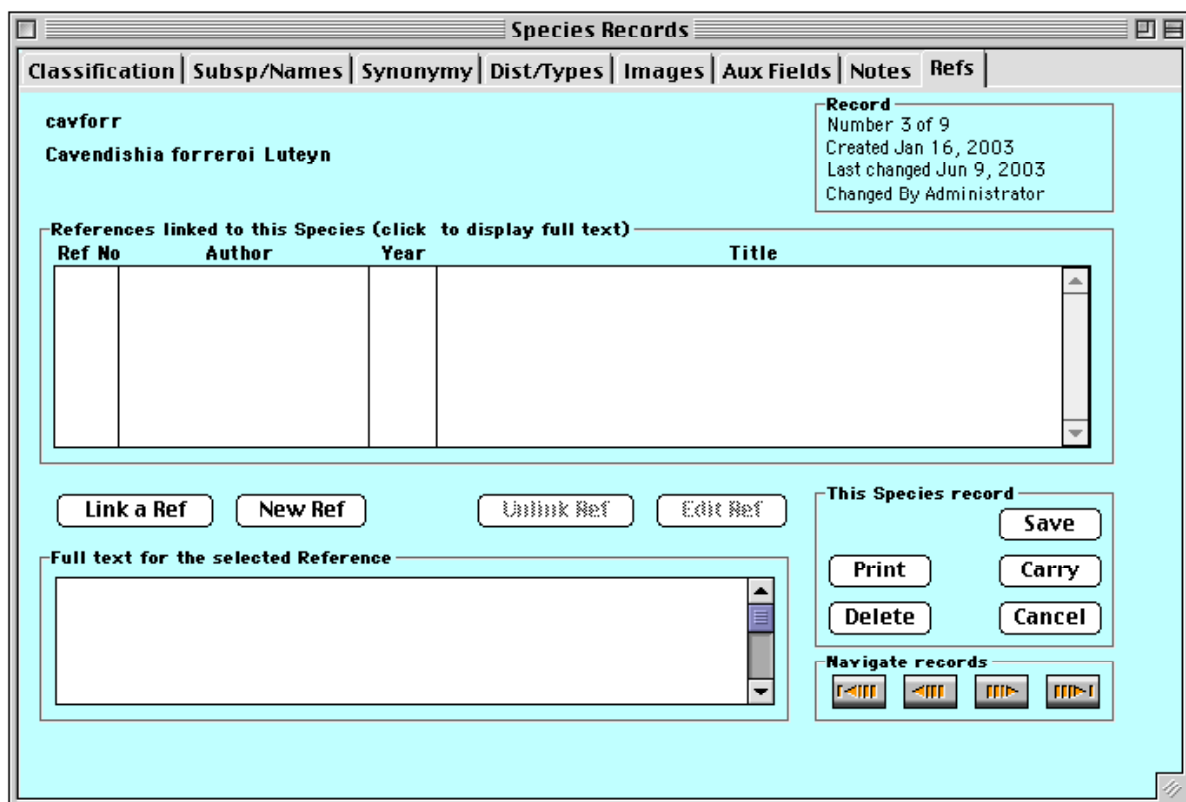 Species Records
Classification Subsp/Names Synonymy Dist/Types Images Aux Fields Notes Refs
cavforr
Cavendishia forreroi Luteyn
Record
Number 3 of 9
Created Jan 16, 2003
Last changed Jun 9, 2003
Changed By Administrator
References linked to this Species (click to display full text)
Ref No Author Year Title
Link a Ref New Ref Unlink Ref Edit Ref
Full text for the selected Reference
This Species record
Save
Print Carry
Delete Cancel
Navigate records